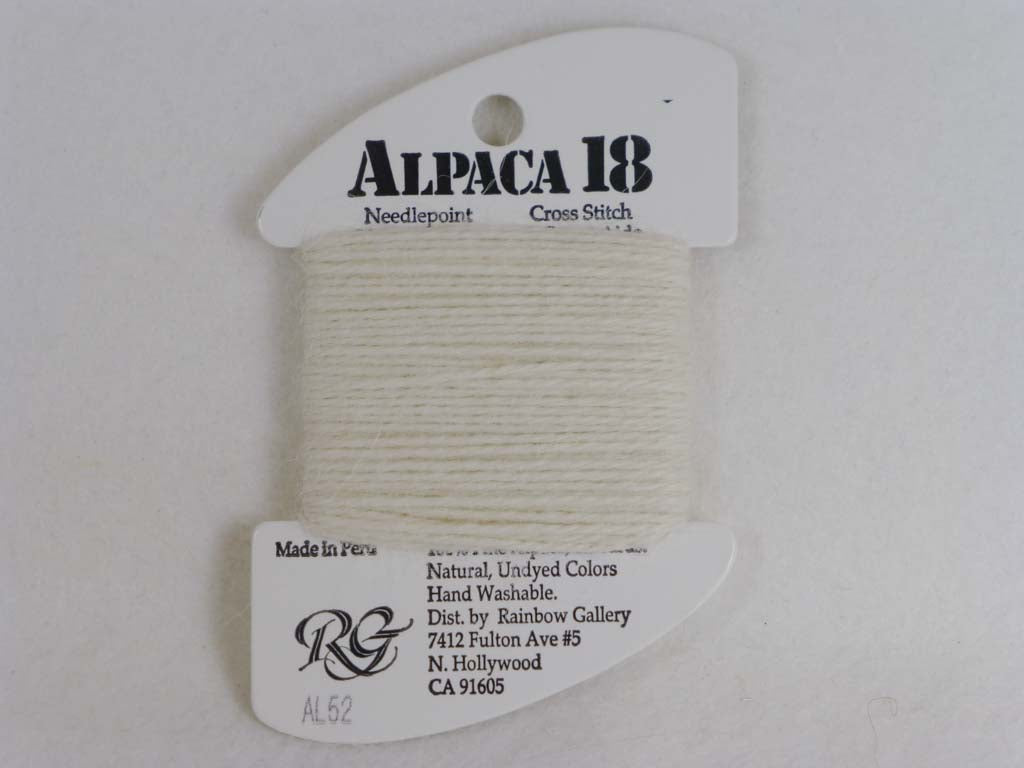 ALPACA 18
Needlepoint Cross Stitch
Made in Peru
Natural, Undyed Colors
Hand Washable.
Dist. by Rainbow Gallery
7412 Fulton Ave #5
N. Hollywood
CA 91605
RG
AL52